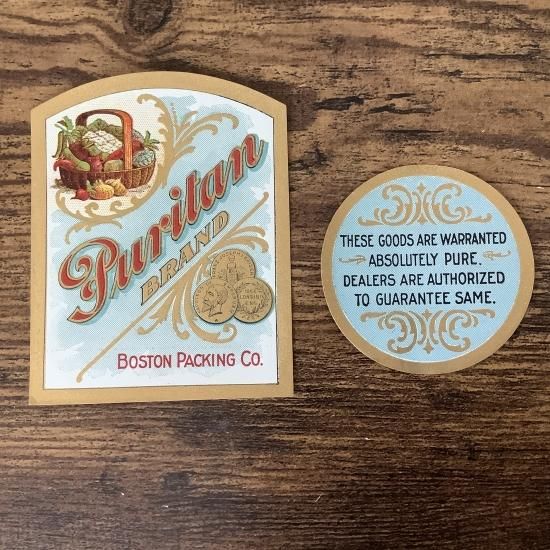 Puritan
BRAND
BOSTON PACKING CO.
THESE GOODS ARE WARRANTED
ABSOLUTELY PURE.
DEALERS ARE AUTHORIZED
TO GUARANTEE SAME.